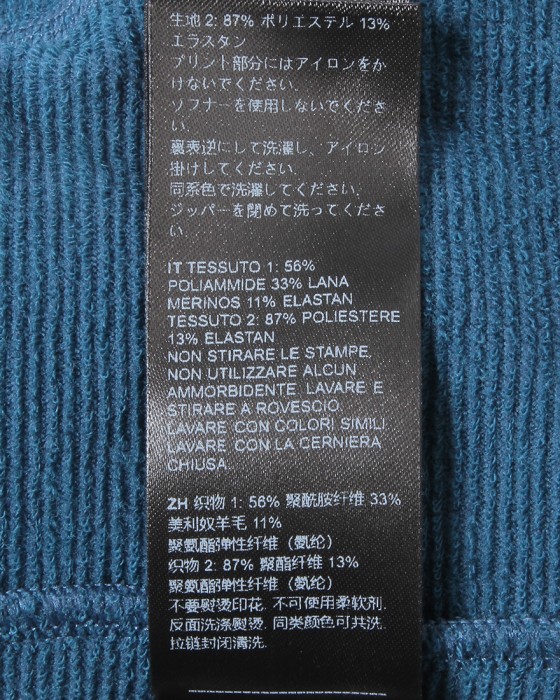 生地 2: 87% ポリエステル 13%
エラスタン
プリント部分にはアイロンをか
けないでください.
ソフナーを使用しないでくださ
い.
裏表逆にして洗濯し、アイロン
掛けしてください.
同系色で洗濯してください.
ジッパーを閉めて洗ってくださ
い.
IT TESSUTO 1: 56%
POLIAMMIDE 33% LANA
MERINOS 11% ELASTAN
TESSUTO 2: 87% POLIESTERE
13% ELASTAN
NON STIRARE LE STAMPE.
NON UTILIZZARE ALCUN
AMMORBIDENTE. LAVARE E
STIRARE A ROVESCIO.
LAVARE CON COLORI SIMILI.
LAVARE CON LA CERNIERA
CHIUSA.
ZH 织物 1: 56% 聚酰胺纤维 33%
美利奴羊毛 11%
聚氨酯弹性纤维（氨纶）
织物 2: 87% 聚酯纤维 13%
聚氨酯弹性纤维（氨纶）
不要熨烫印花. 不可使用柔软剂.
反面洗涤熨烫. 同类颜色可共洗.
拉链封闭清洗.